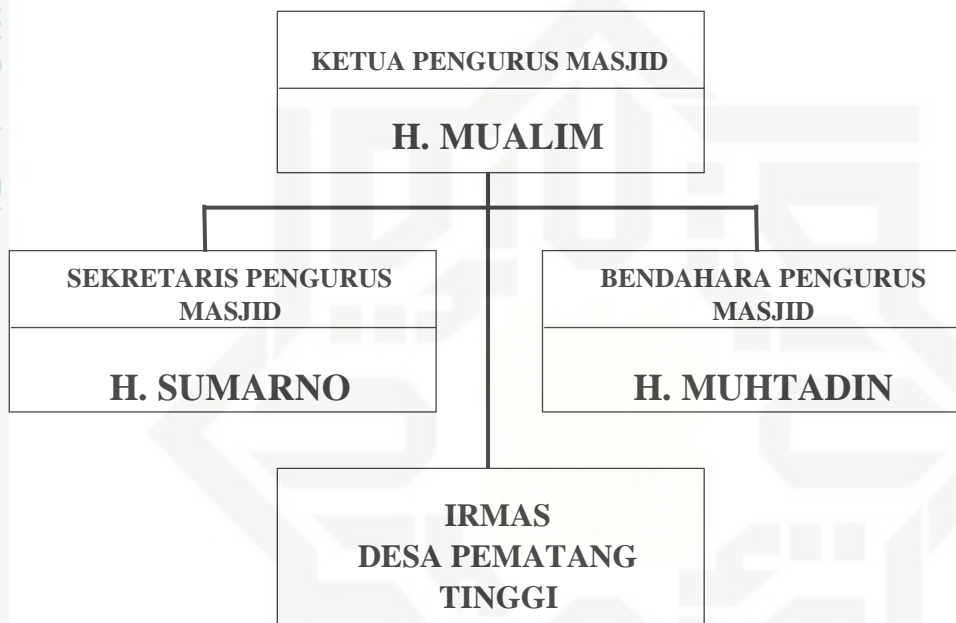 KETUA PENGURUS MASJID
H. MUALIM
SEKRETARIS PENGURUS
MASJID
H. SUMARNO
BENDAHARA PENGURUS
MASJID
H. MUHTADIN
IRMAS
DESA PEMATANG
TINGGI